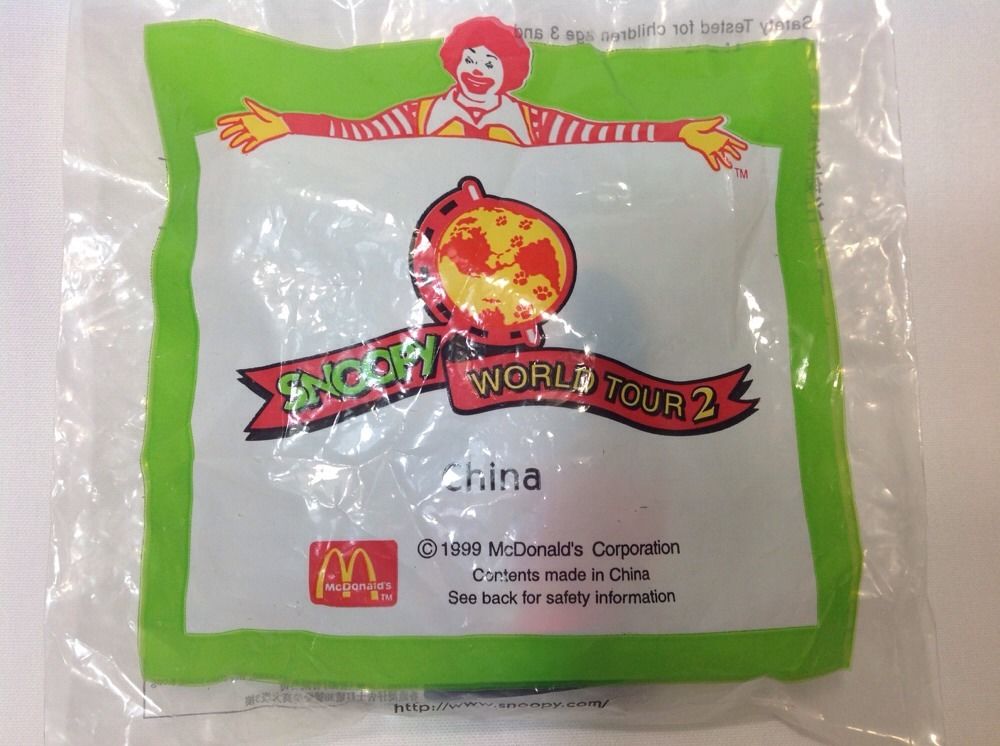 Safety Tested for children age 3 and
TM
SNOOPY
WORLD TOUR 2
China
McDonald's
TM
© 1999 McDonald's Corporation
Contents made in China
See back for safety information
http://www.snoopy.com/